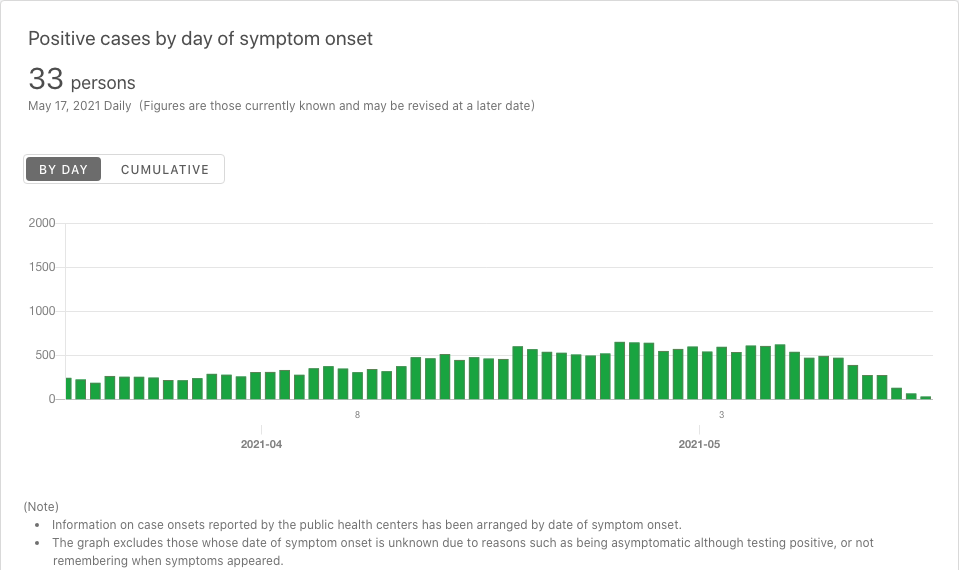 Positive cases by day of symptom onset
33 persons
May 17, 2021 Daily (Figures are those currently known and may be revised at a later date)
BY DAY CUMULATIVE
2000
1500
1000
500
0
8 3
2021-04 2021-05
(Note)
• Information on case onsets reported by the public health centers has been arranged by date of symptom onset.
• The graph excludes those whose date of symptom onset is unknown due to reasons such as being asymptomatic although testing positive, or not
remembering when symptoms appeared.